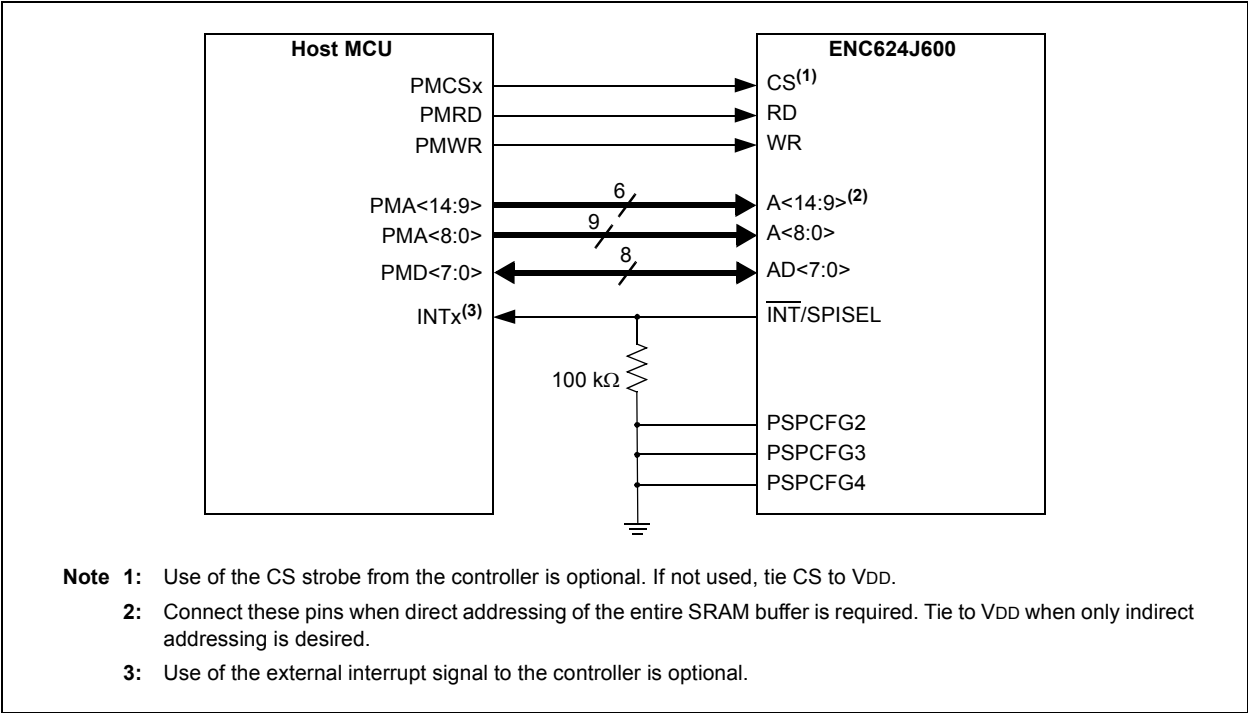 Host MCU
ENC624J600
PMCSx
CS(1)
PMRD
RD
PMWR
WR
PMA<14:9>
6
A<14:9>(2)
PMA<8:0>
9
A<8:0>
PMD<7:0>
8
AD<7:0>
INTx(3)
INT/SPISEL
100 kΩ
PSPCFG2
PSPCFG3
PSPCFG4
Note 1: Use of the CS strobe from the controller is optional. If not used, tie CS to VDD.
2: Connect these pins when direct addressing of the entire SRAM buffer is required. Tie to VDD when only indirect
addressing is desired.
3: Use of the external interrupt signal to the controller is optional.